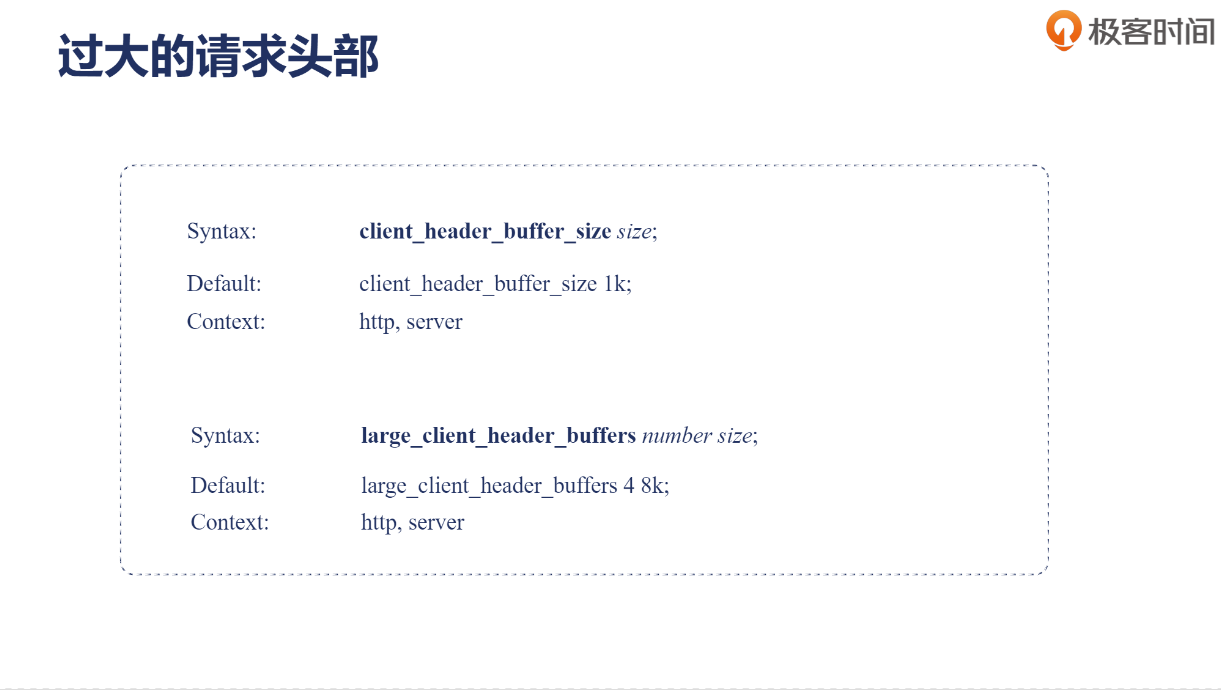 过大的请求头部
极客时间
Syntax: client_header_buffer_size size;
Default: client_header_buffer_size 1k;
Context: http, server
Syntax: large_client_header_buffers number size;
Default: large_client_header_buffers 4 8k;
Context: http, server